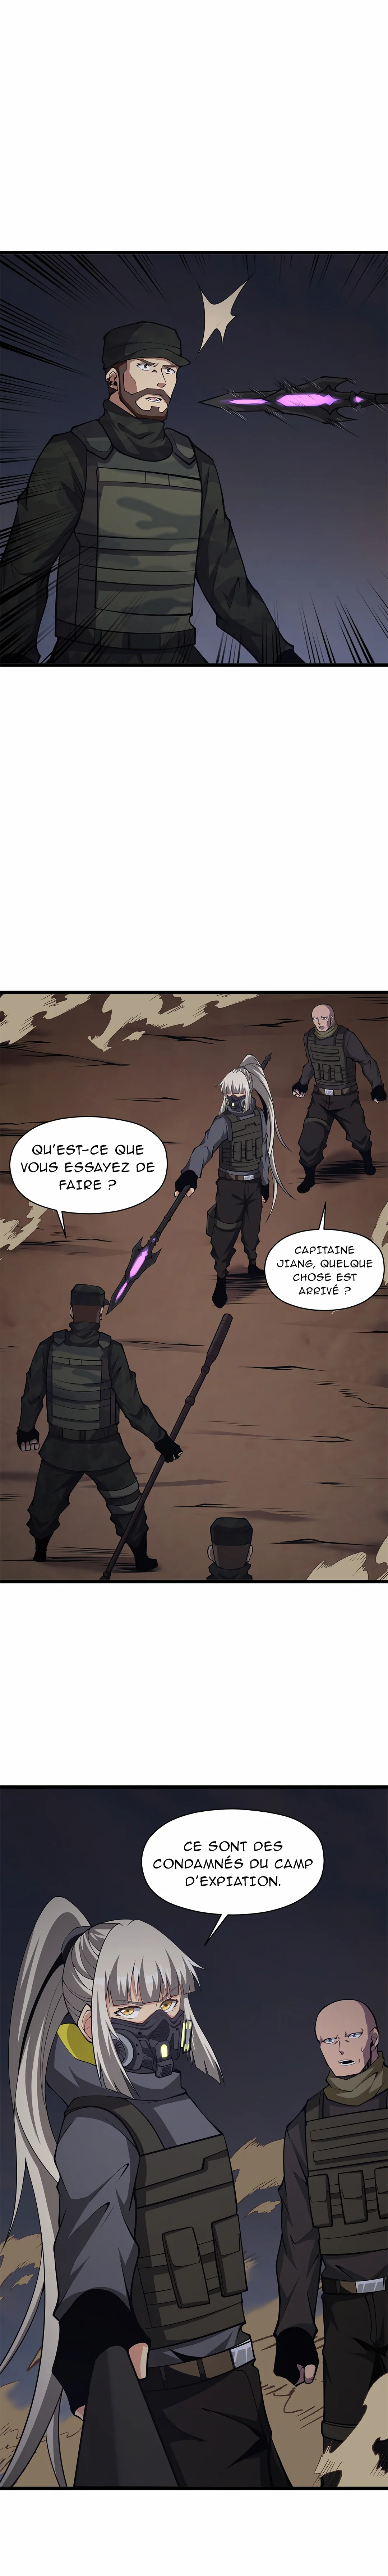 QU'EST-CE QUE
VOUS ESSAYEZ DE
FAIRE ?
CAPITAINE
JIANG, QUELQUE
CHOSE EST
ARRIVÉ ?
CE SONT DES
CONDAMNÉS DU CAMP
D'EXPIATION.